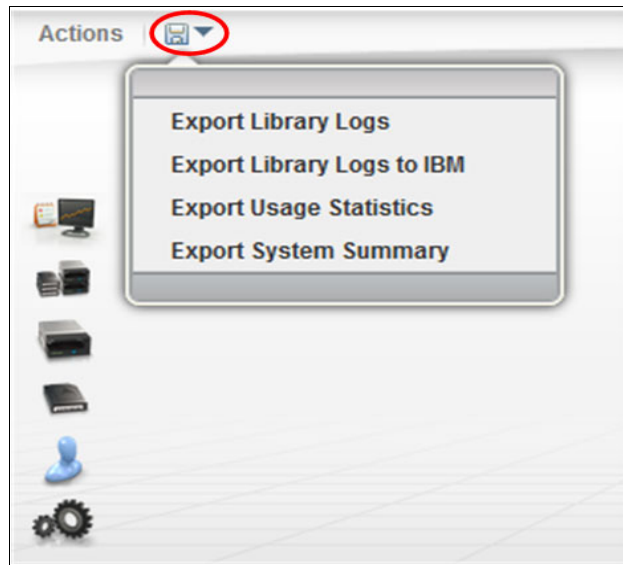 Actions
Export Library Logs
Export Library Logs to IBM
Export Usage Statistics
Export System Summary